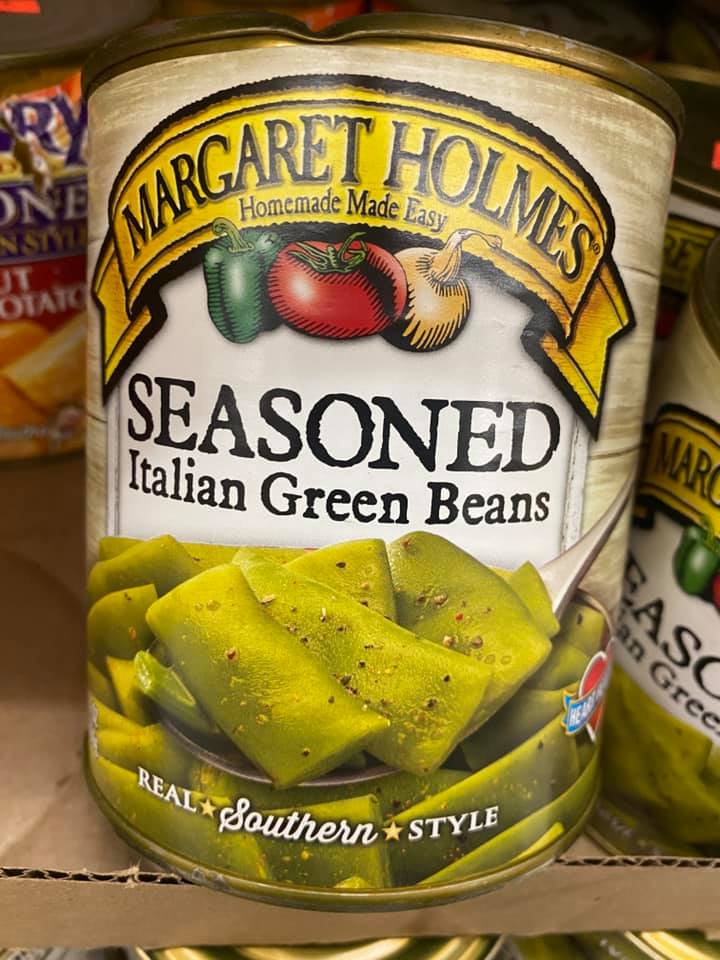 MARGARET HOLMES®
Homemade Made Easy
SEASONED
Italian Green Beans
REAL ★ Southern ★ STYLE